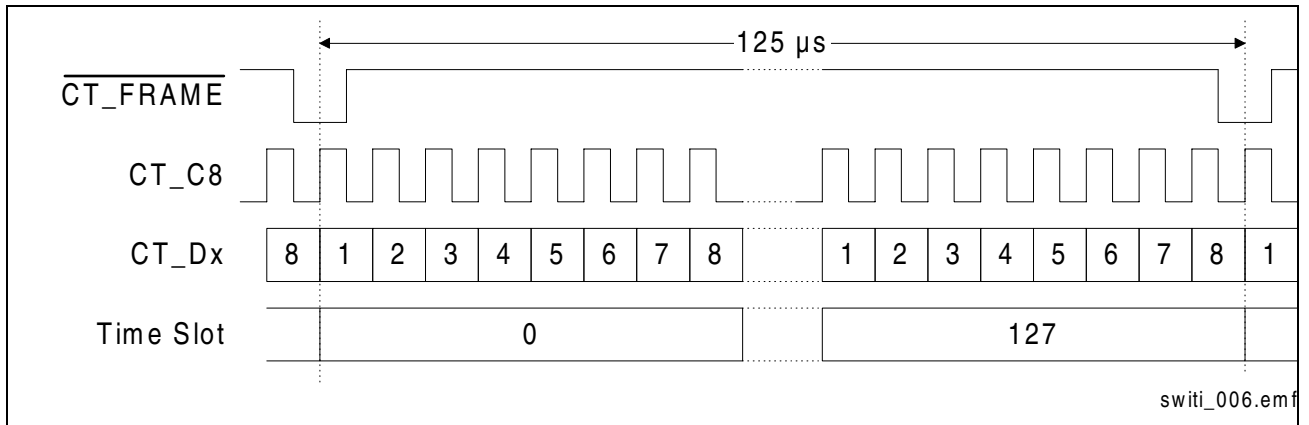 125 µs
CT_FRAME
CT_C8
CT_Dx 8 1 2 3 4 5 6 7 8 1 2 3 4 5 6 7 8 1
Time Slot 0 127
switi_006.emf